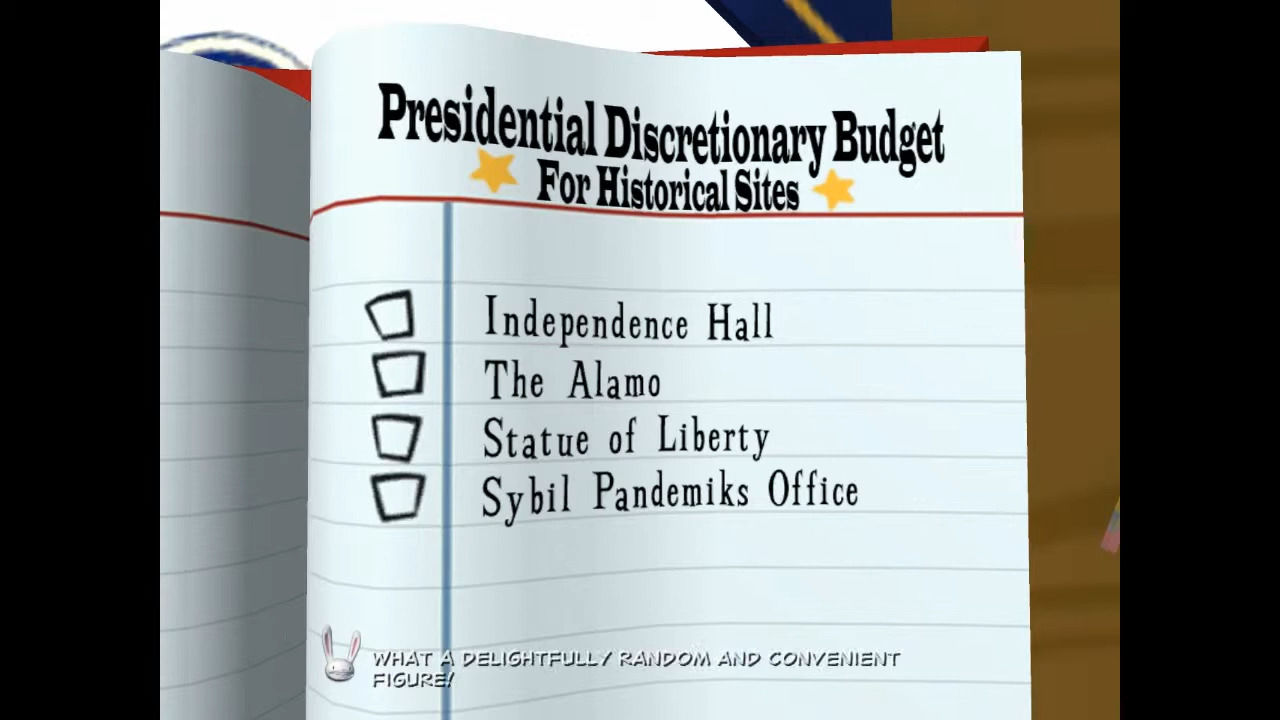 Presidential Discretionary Budget
For Historical Sites
Independence Hall
The Alamo
Statue of Liberty
Sybil Pandemiks Office
WHAT A DELIGHTFULLY RANDOM AND CONVENIENT
FIGURE!